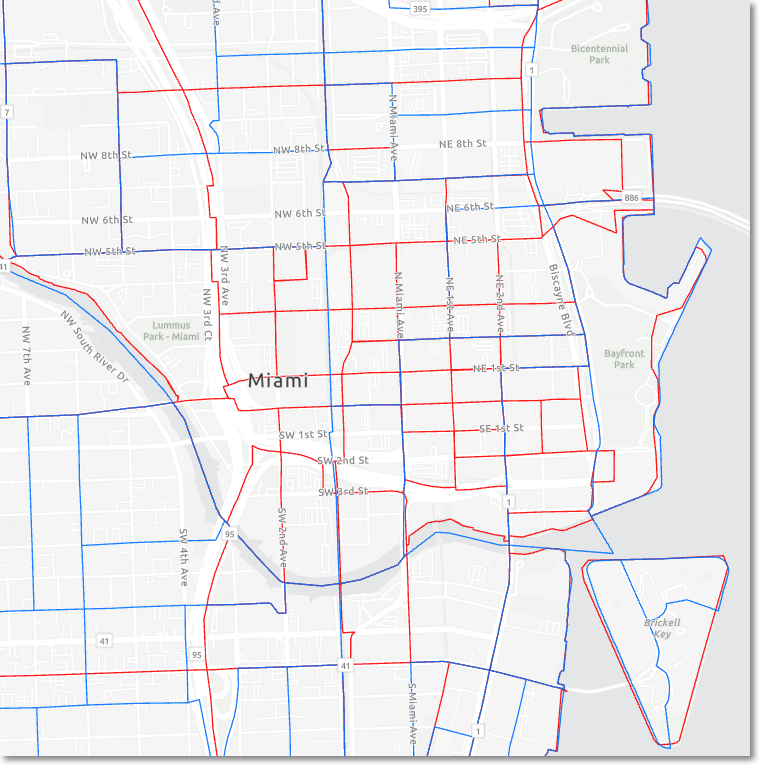 d Ave
395
Bicentennial
Park
1
7
N Miami Ave
NW 8th St
NW 8th St
NE 8th St
886
NW 6th St
NW 6th St
NE 6th St
NW 5th St
NW 5th St
NE 5th St
41
NW 3rd Ave
NW 3rd Ct
N Miami Ave
NE 1st Ave
NE 2nd Ave
Biscayne Blvd
Lummus
Park - Miami
NW 7th Ave
NW South River Dr
Bayfront
Park
Miami
NE 1st St
SW 1st St
SE 1st St
SW 2nd St
SW 3rd St
1
95
SW 2nd Ave
SW 4th Ave
Brickell
Key
41
95
41
S Miami Ave
1